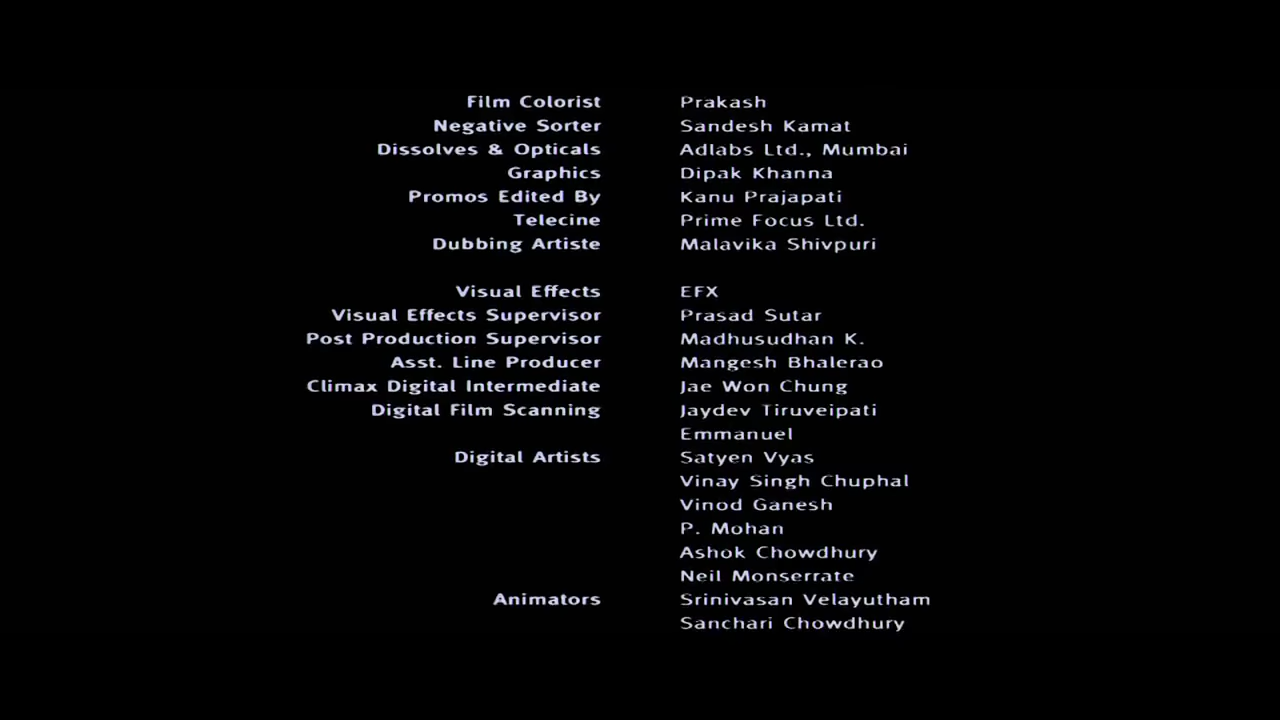 Film Colorist Prakash
Negative Sorter Sandesh Kamat
Dissolves & Opticals Adlabs Ltd., Mumbai
Graphics Dipak Khanna
Promos Edited By Kanu Prajapati
Telecine Prime Focus Ltd.
Dubbing Artiste Malavika Shivpuri
Visual Effects EFX
Visual Effects Supervisor Prasad Sutar
Post Production Supervisor Madhusudhan K.
Asst. Line Producer Mangesh Bhalerao
Climax Digital Intermediate Jae Won Chung
Digital Film Scanning Jaydev Tiruveipati
Emmanuel
Digital Artists Satyen Vyas
Vinay Singh Chuphal
Vinod Ganesh
P. Mohan
Ashok Chowdhury
Neil Monserrate
Animators Srinivasan Velayutham
Sanchari Chowdhury